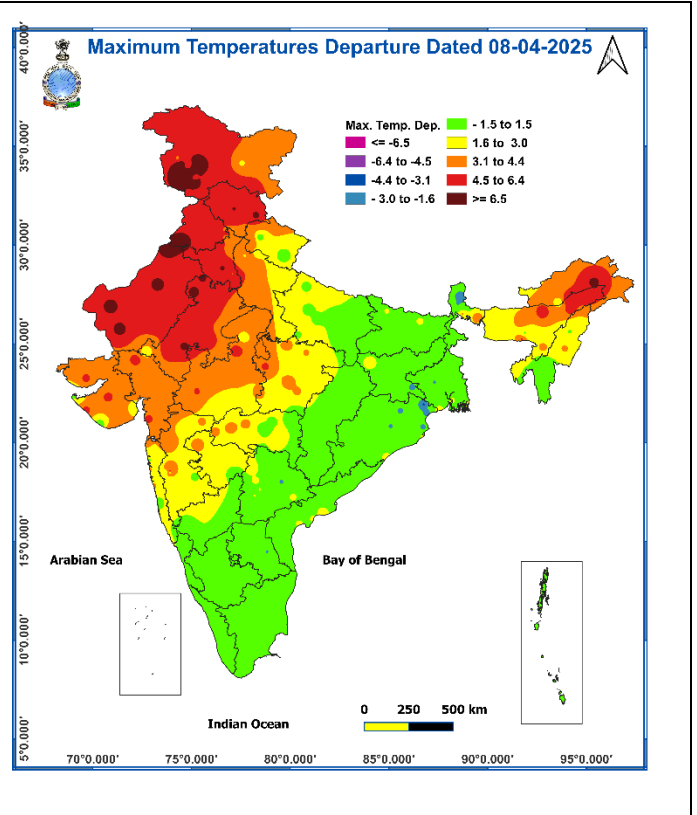 Maximum Temperatures Departure Dated 08-04-2025
Max. Temp. Dep.
<= -6.5
-6.4 to -4.5
-4.4 to -3.1
- 3.0 to -1.6
- 1.5 to 1.5
1.6 to 3.0
3.1 to 4.4
4.5 to 6.4
>= 6.5
40°0.000'
35°0.000'
30°0.000'
25°0.000'
20°0.000'
15°0.000'
10°0.000'
5°0.000'
Arabian Sea
Bay of Bengal
Indian Ocean
0 250 500 km
70°0.000' 75°0.000' 80°0.000' 85°0.000' 90°0.000' 95°0.000'